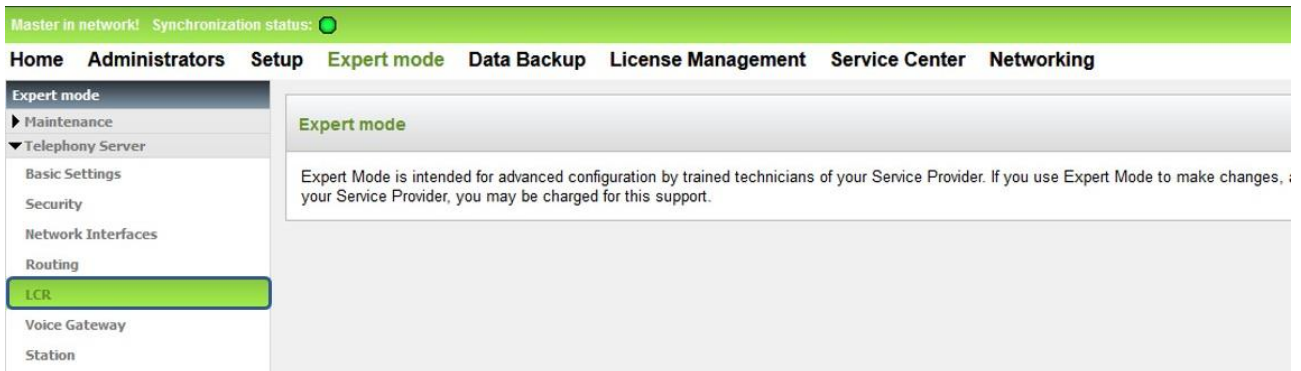 Master in network! Synchronization status:
Home Administrators Setup Expert mode Data Backup License Management Service Center Networking
Expert mode
Maintenance
Telephony Server
Basic Settings
Security
Network Interfaces
Routing
LCR
Voice Gateway
Station
Expert mode
Expert Mode is intended for advanced configuration by trained technicians of your Service Provider. If you use Expert Mode to make changes,
your Service Provider, you may be charged for this support.